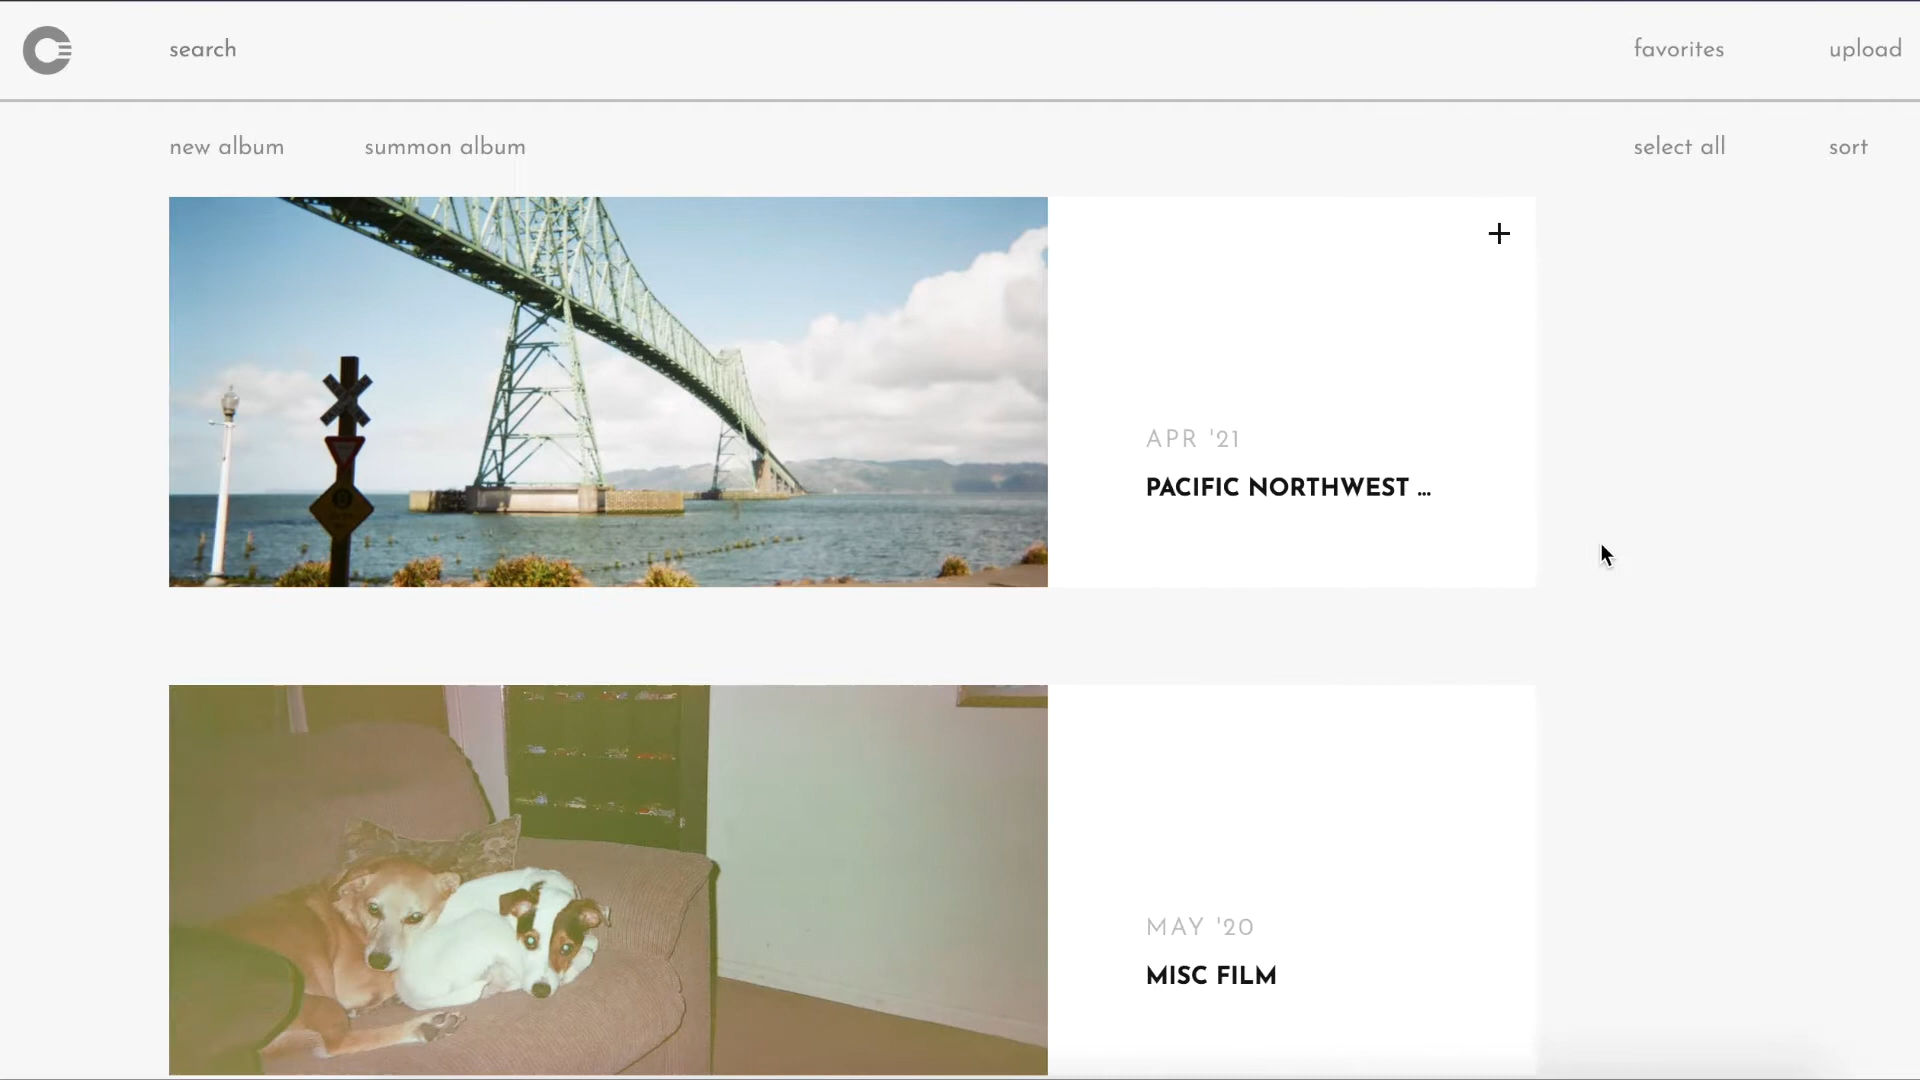 search favorites upload
new album summon album select all sort
APR '21
PACIFIC NORTHWEST ...
MAY '20
MISC FILM